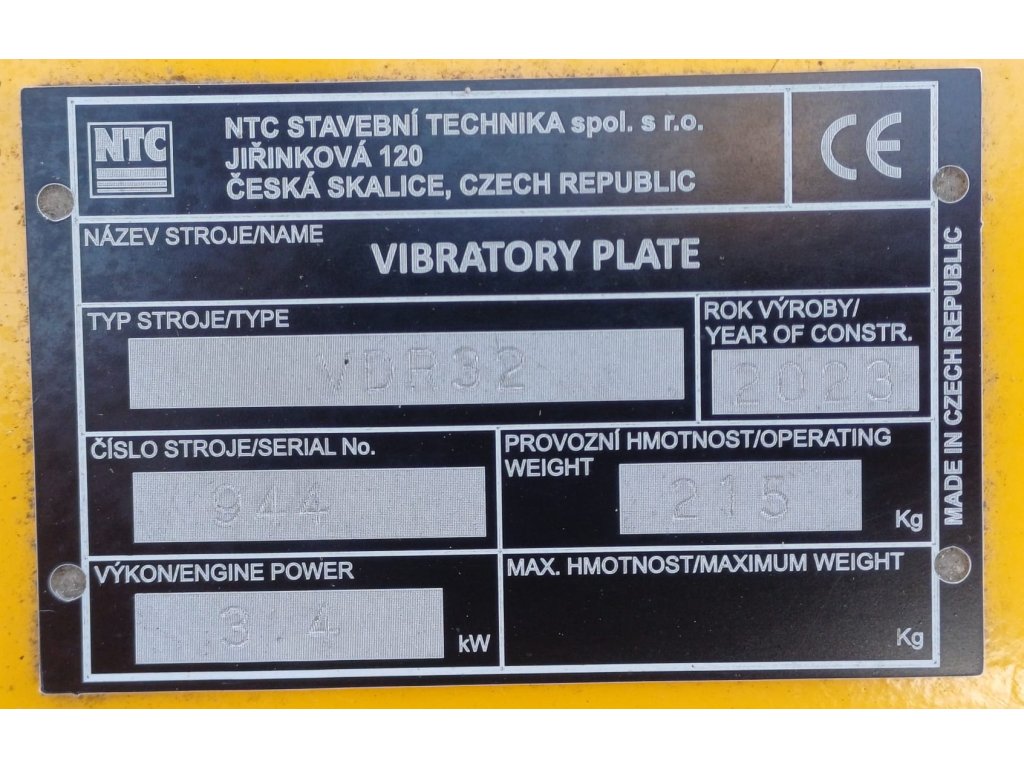 NTC
NTC STAVEBNÍ TECHNIKA spol. s r.o.
JIŘINKOVÁ 120
ČESKÁ SKALICE, CZECH REPUBLIC
CE
NÁZEV STROJE/NAME
VIBRATORY PLATE
TYP STROJE/TYPE
VDR32
ROK VÝROBY/
YEAR OF CONSTR.
2023
ČÍSLO STROJE/SERIAL No.
944
PROVOZNÍ HMOTNOST/OPERATING
WEIGHT
215
Kg
VÝKON/ENGINE POWER
3 4
kW
MAX. HMOTNOST/MAXIMUM WEIGHT
Kg
MADE IN CZECH REPUBLIC